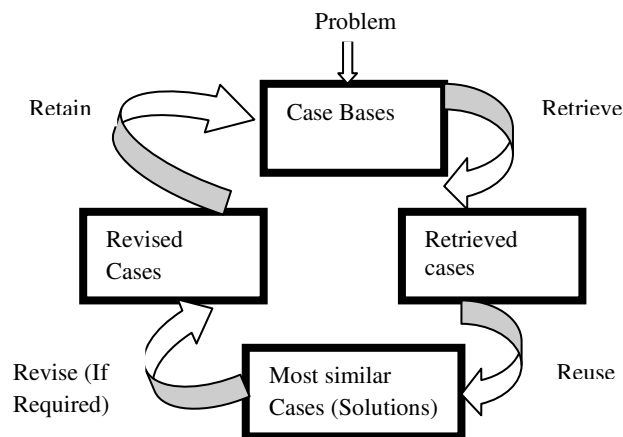 Problem
Retain
Case Bases
Retrieve
Revised
Cases
Retrieved
cases
Revise (If
Required)
Most similar
Cases (Solutions)
Reuse